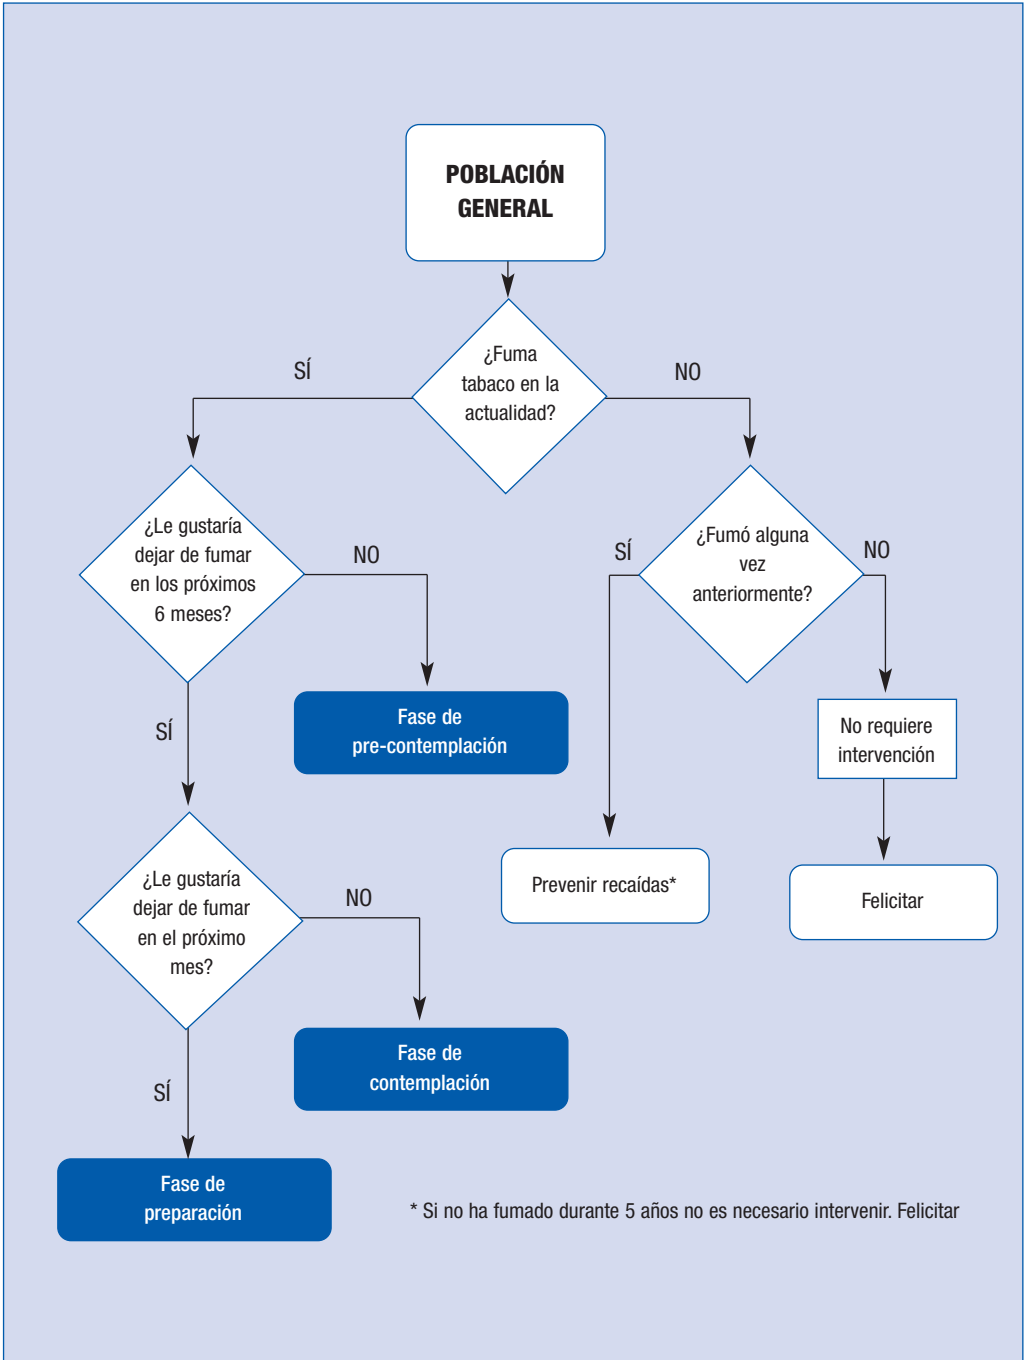 POBLACIÓN
GENERAL
¿Fuma
tabaco en la
actualidad?
SÍ
NO
¿Le gustaría
dejar de fumar
en los próximos
6 meses?
NO
¿Fumó alguna
vez
anteriormente?
SÍ
NO
SÍ
Fase de
pre-contemplación
No requiere
intervención
¿Le gustaría
dejar de fumar
en el próximo
mes?
NO
Prevenir recaídas*
Felicitar
Fase de
contemplación
SÍ
Fase de
preparación
* Si no ha fumado durante 5 años no es necesario intervenir. Felicitar